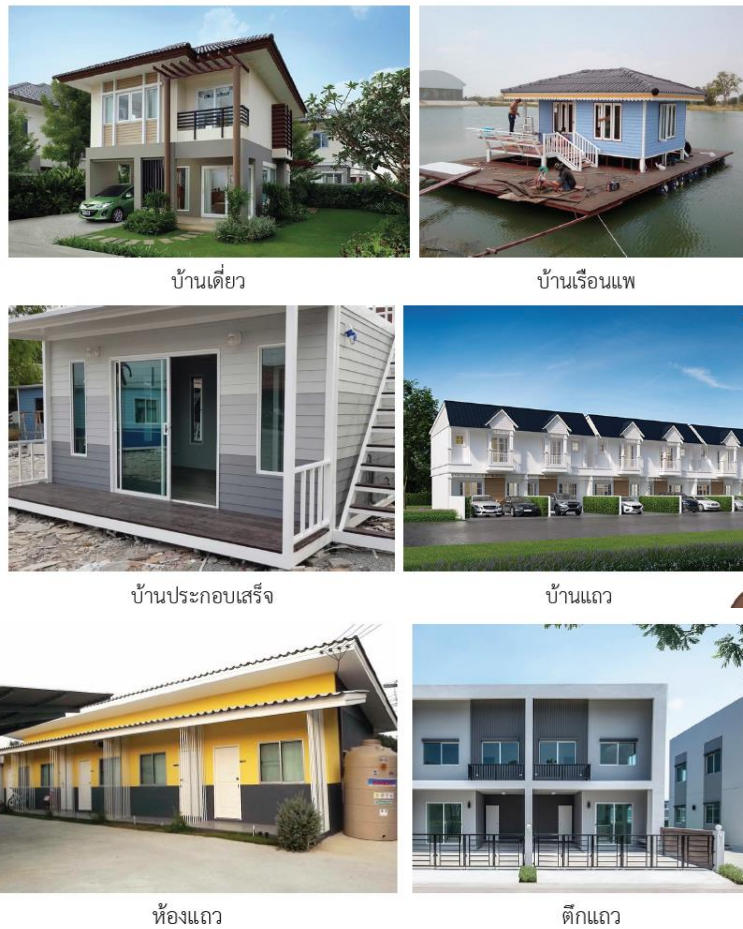 บ้านเดี่ยว
บ้านเรือนแพ
บ้านประกอบเสร็จ
บ้านแถว
ห้องแถว
ตึกแถว